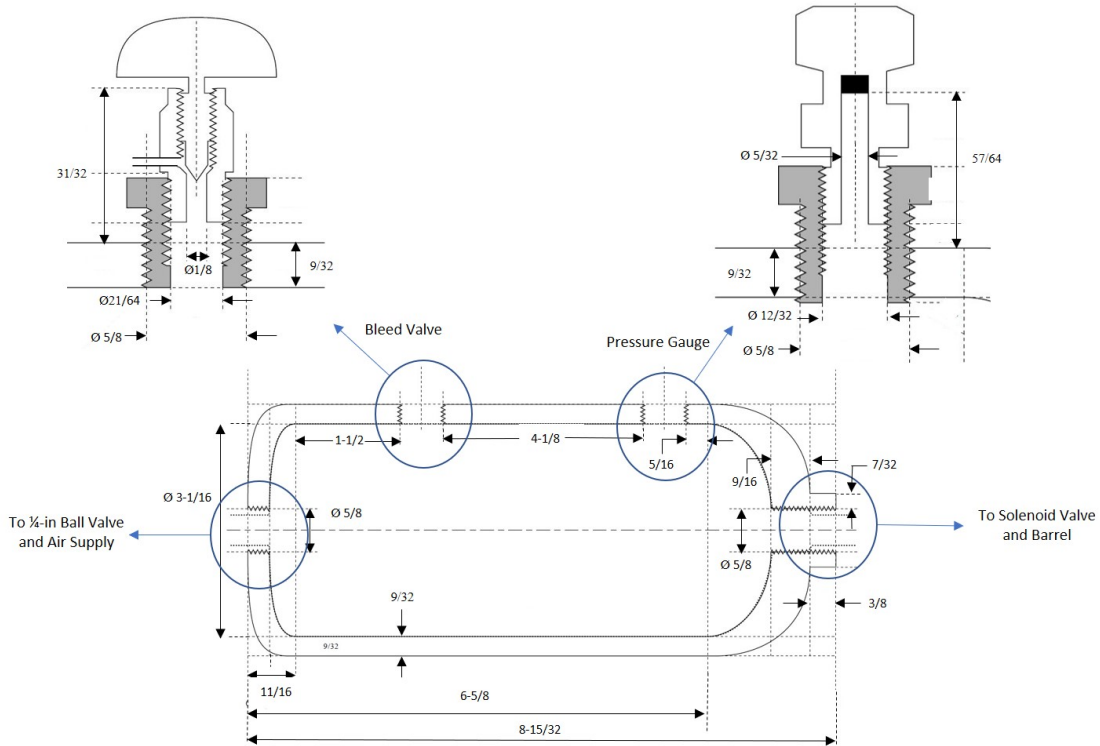 31/32
9/32
Ø1/8
Ø21/64
Ø 5/8
Bleed Valve
Ø 5/32
57/64
9/32
Ø 12/32
Ø 5/8
Pressure Gauge
1-1/2
4-1/8
5/16
9/16
7/32
Ø 3-1/16
Ø 5/8
Ø 5/8
To ¼-in Ball Valve
and Air Supply
To Solenoid Valve
and Barrel
9/32
9/32
3/8
11/16
6-5/8
8-15/32